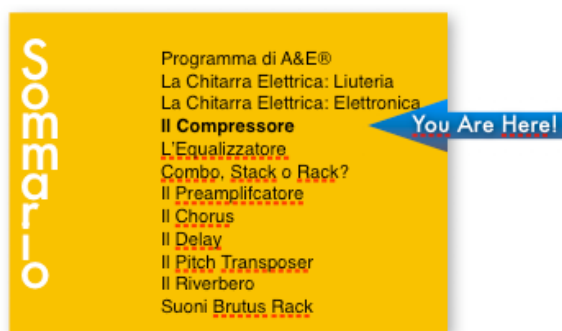 Sommario
Programma di A&E®
La Chitarra Elettrica: Liuteria
La Chitarra Elettrica: Elettronica
Il Compressore
You Are Here!
L'Equalizzatore
Combo, Stack o Rack?
Il Preamplifcatore
Il Chorus
Il Delay
Il Pitch Transposer
Il Riverbero
Suoni Brutus Rack